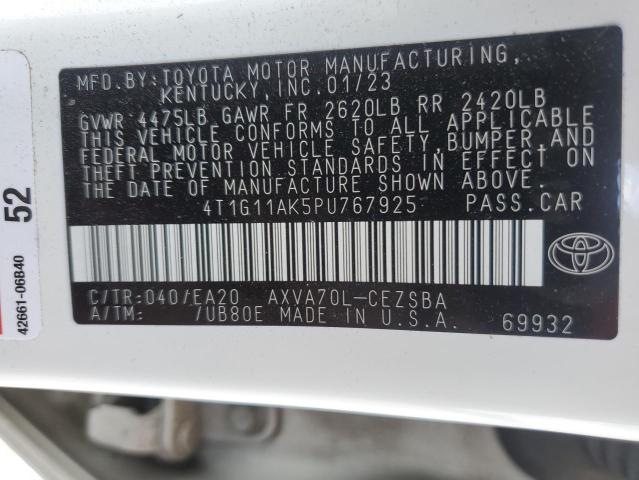 MFD.BY:TOYOTA MOTOR MANUFACTURING,
KENTUCKY, INC.01/23
GVWR 4475LB GAWR FR 2620LB RR 2420LB
THIS VEHICLE CONFORMS TO ALL APPLICABLE
FEDERAL MOTOR VEHICLE SAFETY,BUMPER,AND
THEFT PREVENTION STANDARDS IN EFFECT ON
THE DATE OF MANUFACTURE SHOWN ABOVE.
4T1G11AK5PU767925 PASS.CAR
C/TR:040/EA20 AXVA70L-CEZSBA
A/TM: /UB80E MADE IN U.S.A. 69932
TOYOTA
52
42661-06B40